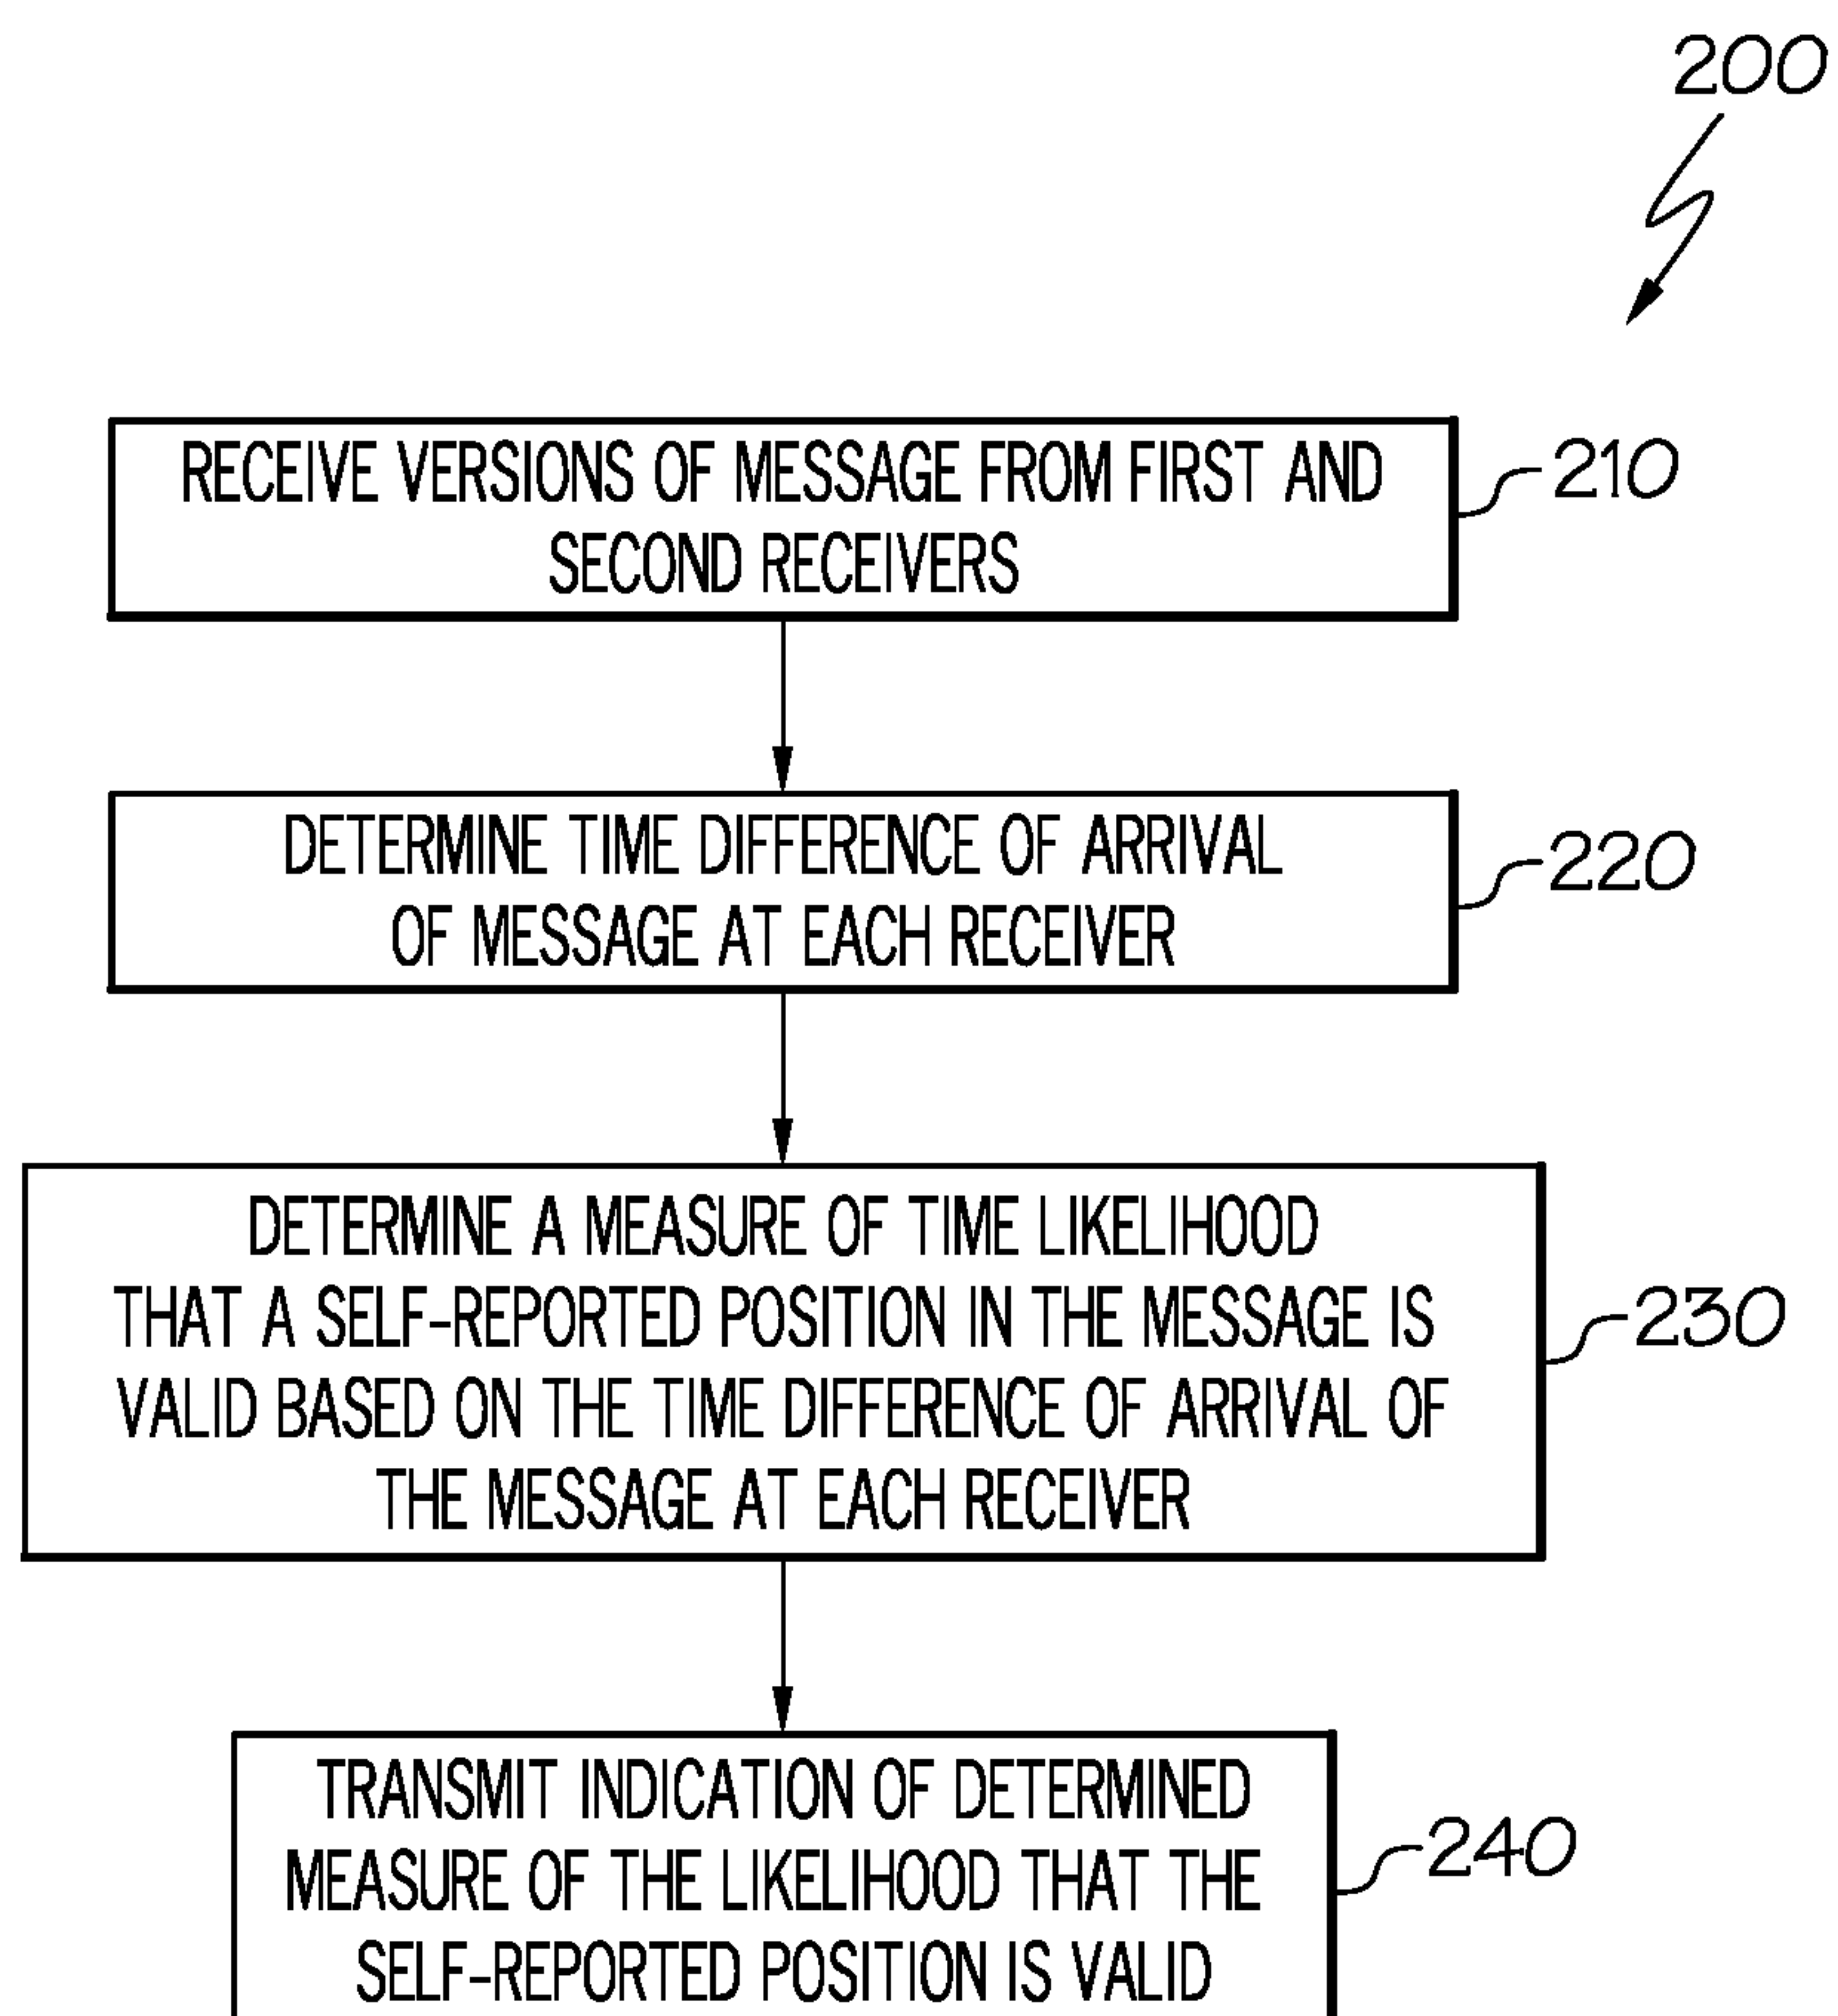 200
RECEIVE VERSIONS OF MESSAGE FROM FIRST AND
SECOND RECEIVERS
210
DETERMINE TIME DIFFERENCE OF ARRIVAL
OF MESSAGE AT EACH RECEIVER
220
DETERMINE A MEASURE OF TIME LIKELIHOOD
THAT A SELF-REPORTED POSITION IN THE MESSAGE IS
VALID BASED ON THE TIME DIFFERENCE OF ARRIVAL OF
THE MESSAGE AT EACH RECEIVER
230
TRANSMIT INDICATION OF DETERMINED
MEASURE OF THE LIKELIHOOD THAT THE
SELF-REPORTED POSITION IS VALID
240